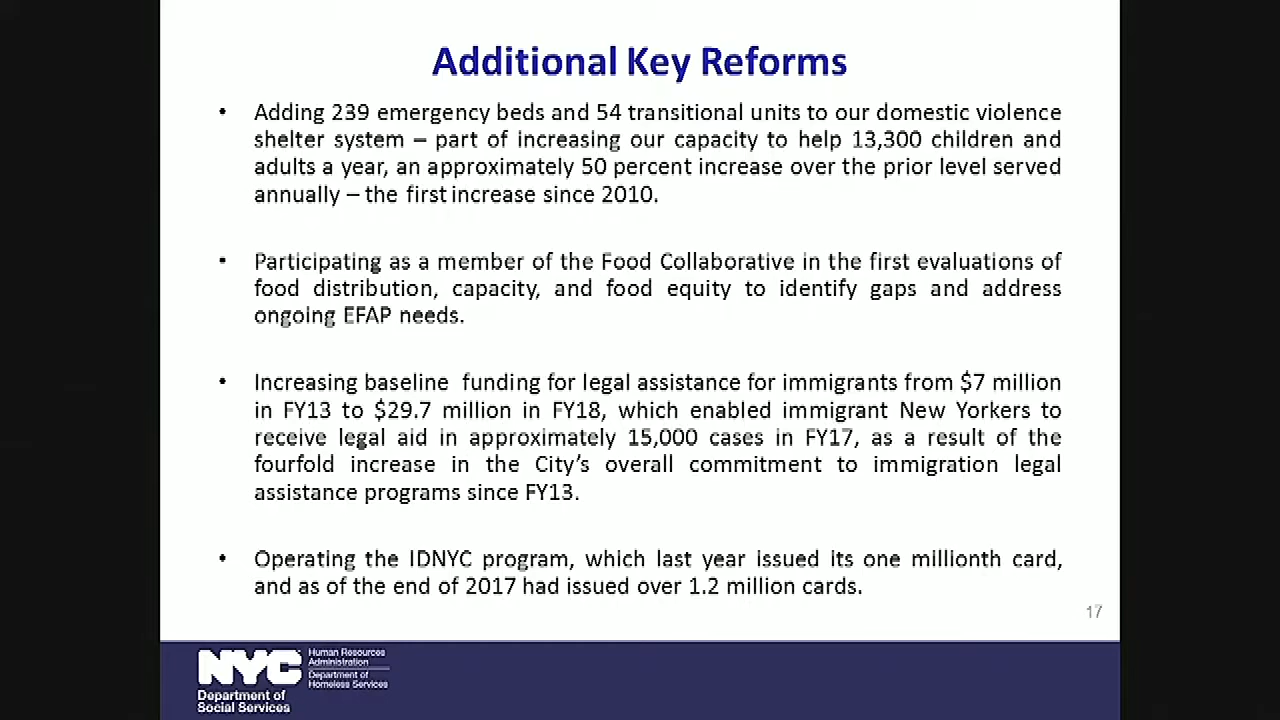 Additional Key Reforms
• Adding 239 emergency beds and 54 transitional units to our domestic violence
shelter system – part of increasing our capacity to help 13,300 children and
adults a year, an approximately 50 percent increase over the prior level served
annually – the first increase since 2010.
• Participating as a member of the Food Collaborative in the first evaluations of
food distribution, capacity, and food equity to identify gaps and address
ongoing EFAP needs.
• Increasing baseline funding for legal assistance for immigrants from $7 million
in FY13 to $29.7 million in FY18, which enabled immigrant New Yorkers to
receive legal aid in approximately 15,000 cases in FY17, as a result of the
fourfold increase in the City’s overall commitment to immigration legal
assistance programs since FY13.
• Operating the IDNYC program, which last year issued its one millionth card,
and as of the end of 2017 had issued over 1.2 million cards.
17
NYC
Department of
Social Services
Human Resources
Administration
Department of
Homeless Services